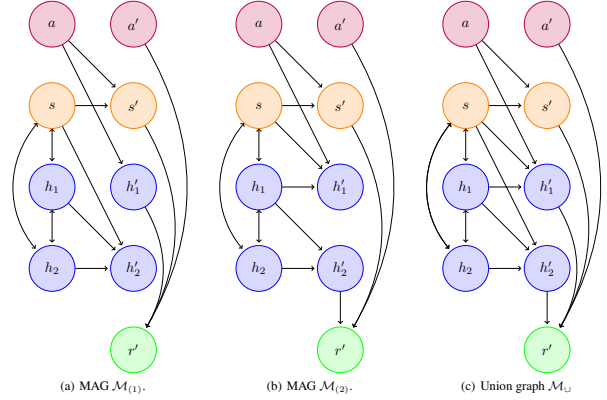 a a′ a a′ a a′
s s′ s s′ s s′
h₁ h′₁ h₁ h′₁ h₁ h′₁
h₂ h′₂ h₂ h′₂ h₂ h′₂
r′ r′ r′
(a) MAG ℳ₍₁₎. (b) MAG ℳ₍₂₎. (c) Union graph ℳ∪